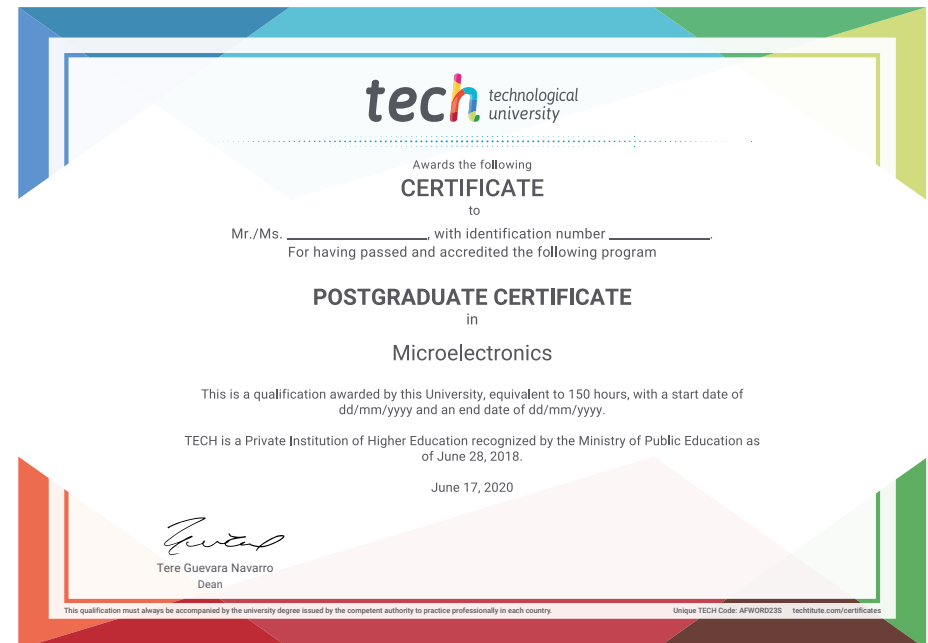 tech technological
university
Awards the following
CERTIFICATE
to
Mr./Ms. ____________________, with identification number ______________.
For having passed and accredited the following program
POSTGRADUATE CERTIFICATE
in
Microelectronics
This is a qualification awarded by this University, equivalent to 150 hours, with a start date of
dd/mm/yyyy and an end date of dd/mm/yyyy.
TECH is a Private Institution of Higher Education recognized by the Ministry of Public Education as
of June 28, 2018.
June 17, 2020
Tere Guevara Navarro
Dean
This qualification must always be accompanied by the university degree issued by the competent authority to practice professionally in each country. Unique TECH Code: AFWORD23S techtitute.com/certificates